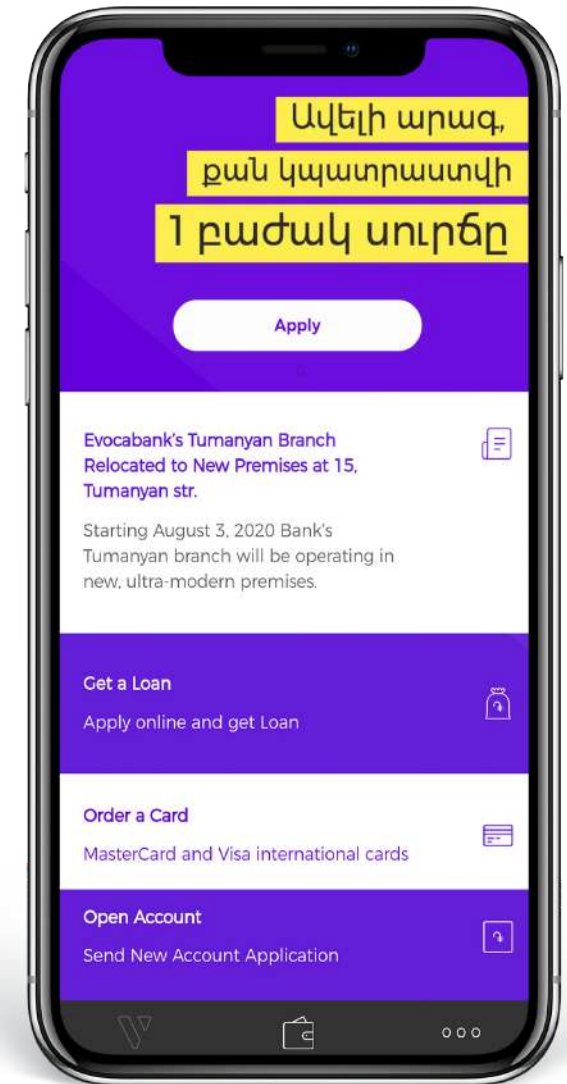 Ավելի արագ,
քան կպատրաստվի
1 բաժակ սուրճը
Apply
Evocabank's Tumanyan Branch
Relocated to New Premises at 15,
Tumanyan str.
Starting August 3, 2020 Bank's
Tumanyan branch will be operating in
new, ultra-modern premises.
Get a Loan
Apply online and get Loan
Order a Card
MasterCard and Visa international cards
Open Account
Send New Account Application